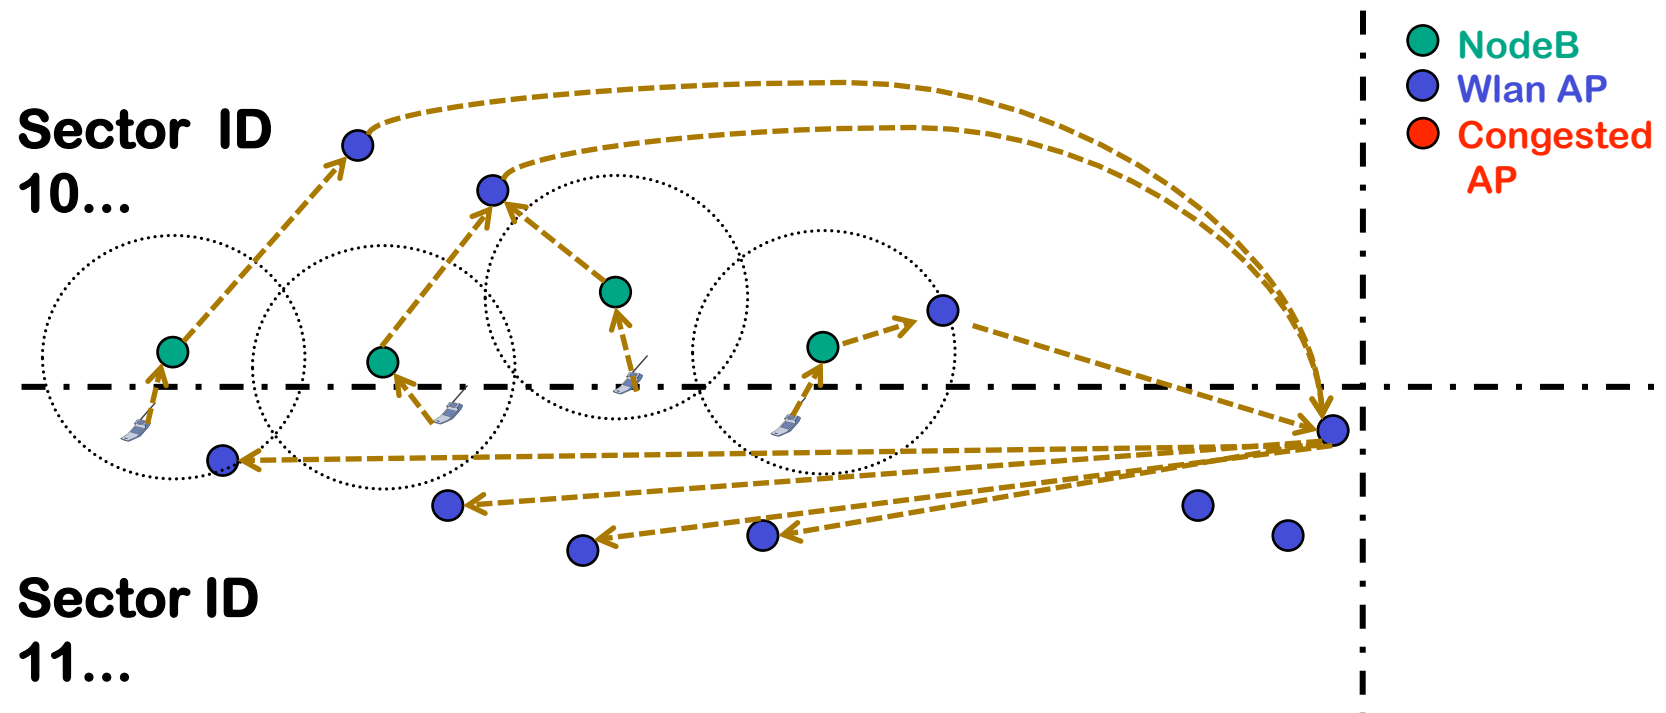 NodeB
Wlan AP
Congested
AP
Sector ID
10...
Sector ID
11...